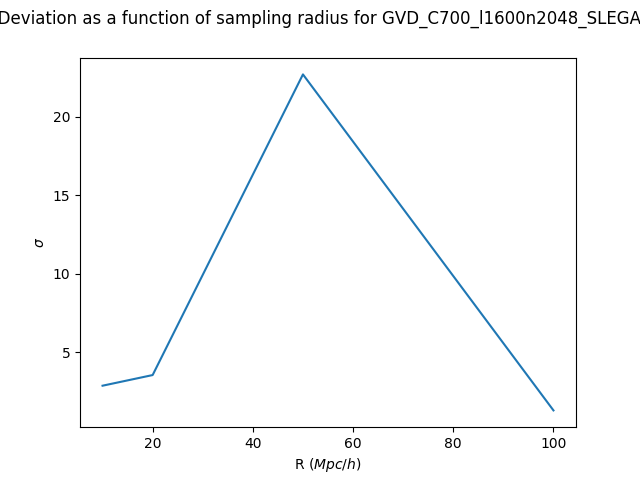 Deviation as a function of sampling radius for GVD_C700_l1600n2048_SLEGA
20
15
10
5
σ
20 40 60 80 100
R (Mpc/h)